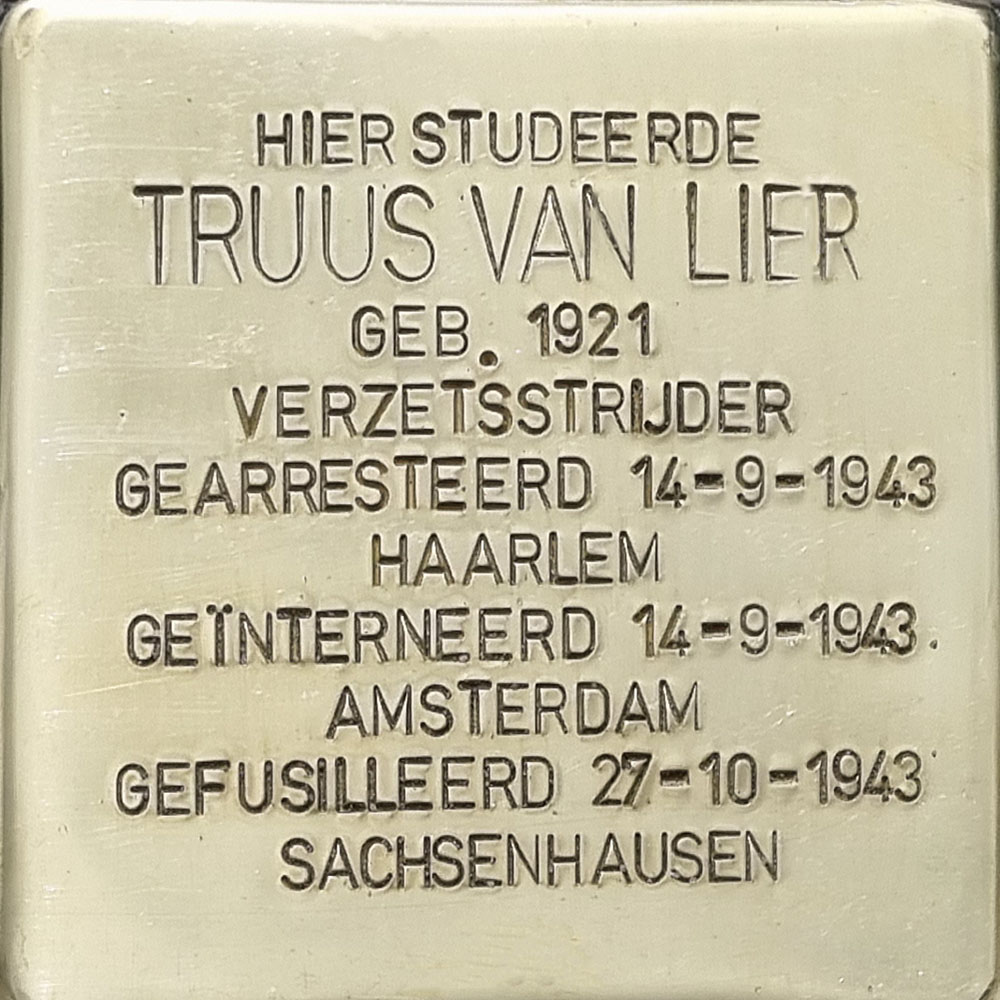 HIER STUDEERDE
TRUUS VAN LIER
GEB. 1921
VERZETSSTRIJDER
GEARRESTEERD 14-9-1943
HAARLEM
GEÏNTERNEERD 14-9-1943.
AMSTERDAM
GEFUSILLEERD 27-10-1943
SACHSENHAUSEN